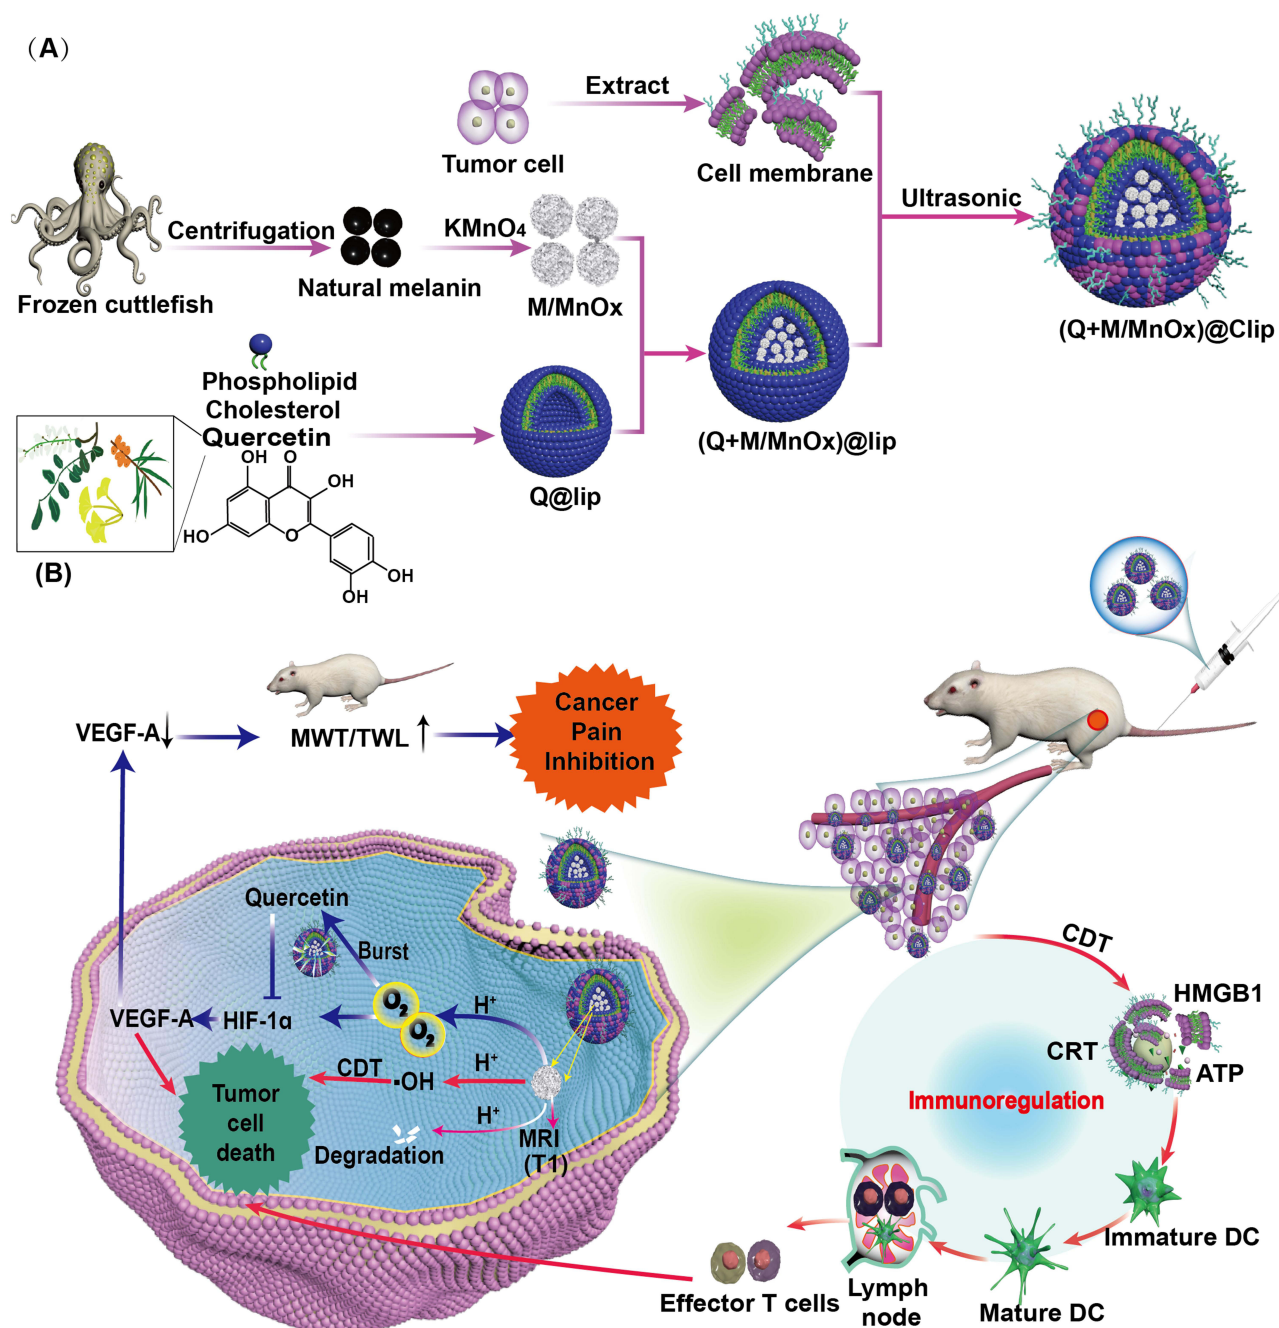 (A)
Extract
Tumor cell
Cell membrane
Ultrasonic
Centrifugation
KMnO₄
Frozen cuttlefish
Natural melanin
M/MnOx
(Q+M/MnOx)@Clip
Phospholipid
Cholesterol
Quercetin
(Q+M/MnOx)@lip
Q@lip
OH
O
OH
HO
O
OH
OH
(B)
VEGF-A↓
MWT/TWL ↑
Cancer
Pain
Inhibition
Quercetin
Burst
O₂
O₂
H⁺
VEGF-A
HIF-1α
CDT
·OH
H⁺
H⁺
Tumor
cell
death
Degradation
MRI
(T1)
CDT
HMGB1
CRT
ATP
Immunoregulation
Immature DC
Mature DC
Lymph
node
Effector T cells